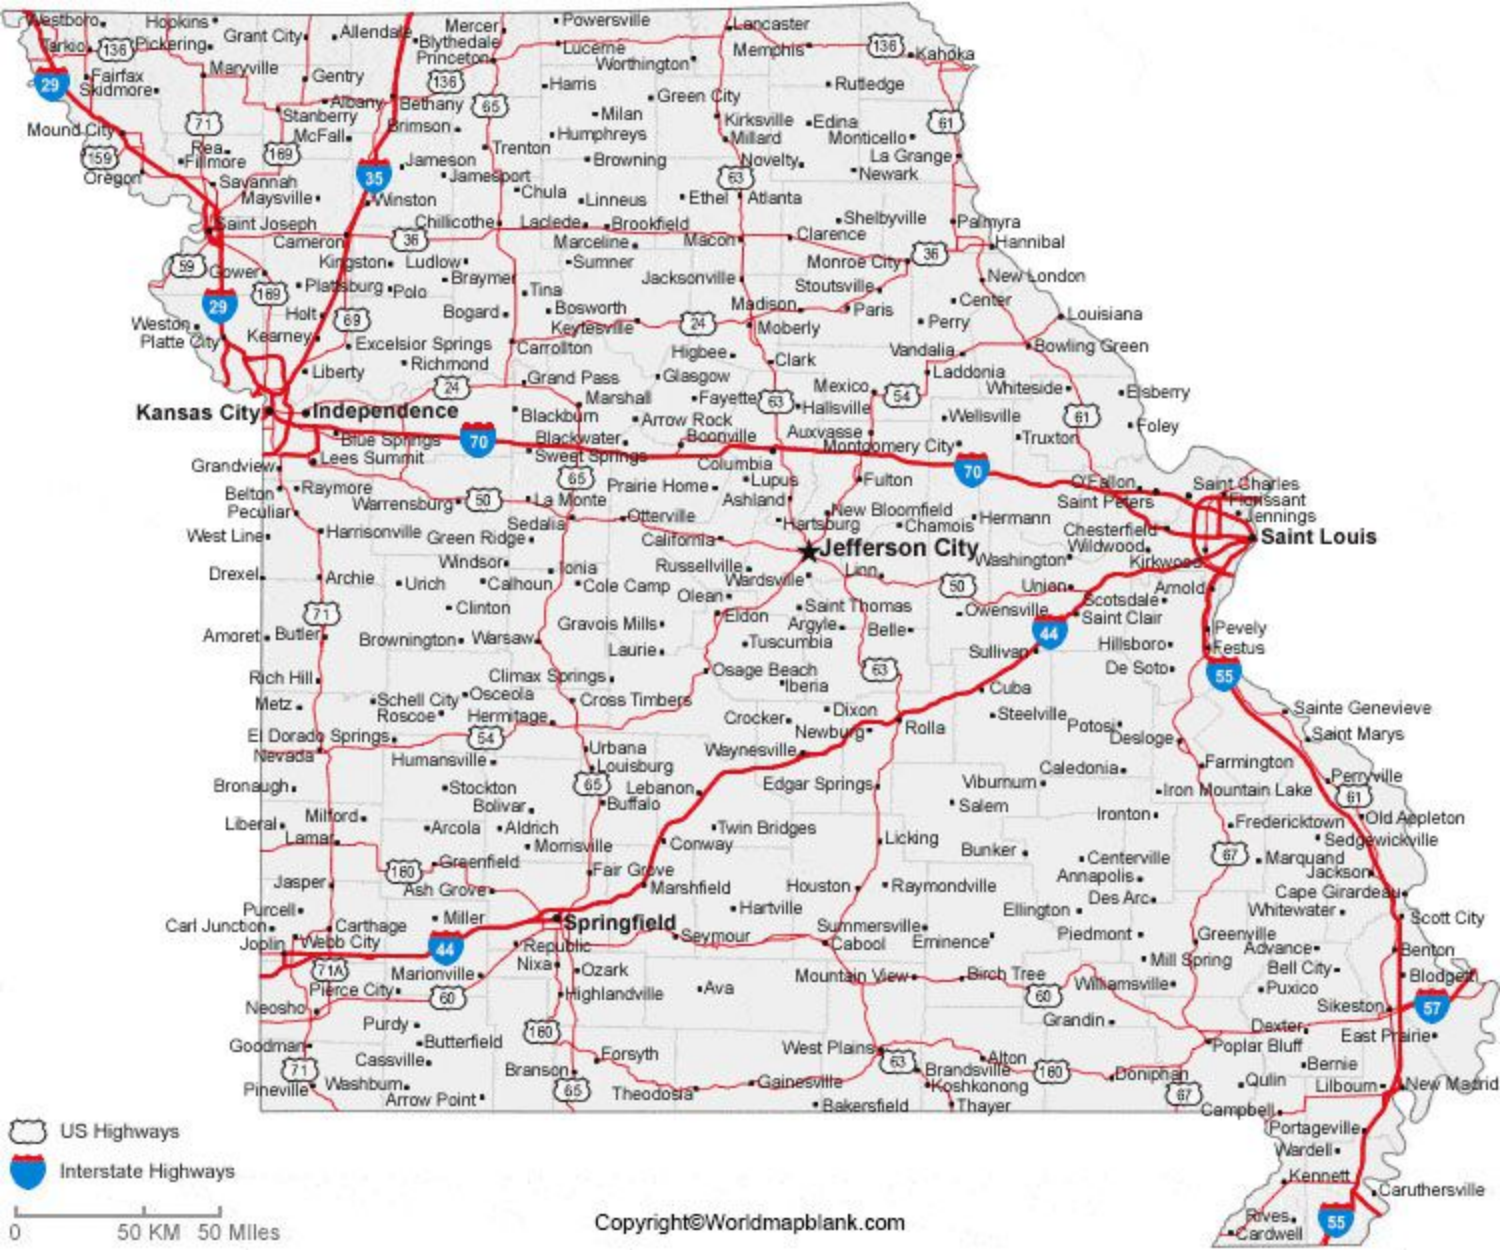 Westboro
Hopkins
Grant City
Allendale
Mercer
Powersville
Lancaster
Tarkio
136
Pickering
Blythedale
Lucerne
Memphis
136
Kahoka
Princeton
Worthington
29
Fairfax
Maryville
Gentry
136
Harris
Rutledge
Skidmore
Albany
Bethany
65
Green City
Stanberry
Milan
Kirksville
Edina
61
Mound City
71
McFall
Brimson
Humphreys
Millard
Monticello
159
Rea
169
Trenton
Browning
Novelty
La Grange
Fillmore
Jameson
Newark
Oregon
Savannah
35
Jamesport
Chula
63
Maysville
Winston
Linneus
Ethel
Atlanta
Saint Joseph
Chillicothe
Laclede
Brookfield
Shelbyville
Palmyra
Cameron
36
Marceline
Macon
Clarence
Hannibal
59
Gower
Kingston
Ludlow
Sumner
Monroe City
36
169
Plattsburg
Polo
Braymer
Tina
Jacksonville
Stoutsville
New London
29
Holt
69
Bogard
Bosworth
Madison
Paris
Center
Weston
Keytesville
24
Moberly
Perry
Louisiana
Platte City
Kearney
Excelsior Springs
Carrollton
Higbee
Clark
Vandalia
Bowling Green
Richmond
Liberty
24
Grand Pass
Glasgow
Mexico
54
Laddonia
Whiteside
Elsberry
Kansas City
Independence
Blackburn
Marshall
Fayette
63
Hallsville
Wellsville
61
Foley
Blue Springs
70
Blackwater
Arrow Rock
Boonville
Auxvasse
Montgomery City
Truxton
Grandview
Lees Summit
Sweet Springs
Columbia
70
Belton
Raymore
65
Prairie Home
Lupus
Fulton
O'Fallon
Saint Charles
Peculiar
Warrensburg
50
La Monte
Ashland
New Bloomfield
Saint Peters
Florissant
West Line
Harrisonville
Green Ridge
Sedalia
Otterville
Hartsburg
Chamois
Hermann
Jennings
California
Jefferson City
Chesterfield
Saint Louis
Drexel
Archie
Windsor
Ionia
Russellville
Washington
Wildwood
Kirkwood
Urich
Calhoun
Cole Camp
Wardsville
Linn
50
Union
Arnold
71
Clinton
Olean
Saint Thomas
Owensville
Scotsdale
Amoret
Butler
Brownington
Warsaw
Gravois Mills
Eldon
Argyle
Belle
44
Saint Clair
Pevely
Laurie
Tuscumbia
Sullivan
Hillsboro
Festus
Rich Hill
Climax Springs
Osage Beach
63
De Soto
55
Metz
Schell City
Osceola
Cross Timbers
Iberia
Cuba
Sainte Genevieve
Roscoe
Hermitage
Crocker
Dixon
Steelville
Potosi
El Dorado Springs
54
Newburg
Rolla
Desloge
Saint Marys
Nevada
Humansville
Urbana
Waynesville
Farmington
Louisburg
Caledonia
Perryville
Bronaugh
Stockton
65
Lebanon
Edgar Springs
Viburnum
Iron Mountain Lake
61
Milford
Bolivar
Buffalo
Salem
Ironton
Old Appleton
Liberal
Arcola
Aldrich
Twin Bridges
Fredericktown
Lamar
Morrisville
Conway
Licking
Bunker
67
Sedgewickville
160
Greenfield
Fair Grove
Centerville
Marquand
Jasper
Ash Grove
Marshfield
Houston
Raymondville
Annapolis
Jackson
Purcell
Des Arc
Cape Girardeau
Carl Junction
Carthage
Miller
Springfield
Hartville
Summersville
Ellington
Whitewater
Scott City
Joplin
Webb City
44
Republic
Seymour
Cabool
Eminence
Piedmont
Greenville
Advance
Benton
71A
Marionville
Nixa
Ozark
Mountain View
Birch Tree
Mill Spring
Bell City
Blodgett
Pierce City
60
Highlandville
Ava
60
Williamsville
Puxico
57
Neosho
Grandin
Sikeston
Purdy
160
Dexter
East Prairie
Goodman
Butterfield
Forsyth
West Plains
63
Alton
Poplar Bluff
71
Cassville
Branson
Brandsville
160
Doniphan
Bernie
Pineville
Washburn
65
Theodosia
Gainesville
Koshkonong
67
Qulin
Lilbourn
New Madrid
Arrow Point
Bakersfield
Thayer
Campbell
US Highways
Portageville
Wardell
Interstate Highways
Kennett
Caruthersville
Rives
55
0 50 KM 50 MIles
Copyright©Worldmapblank.com
Cardwell